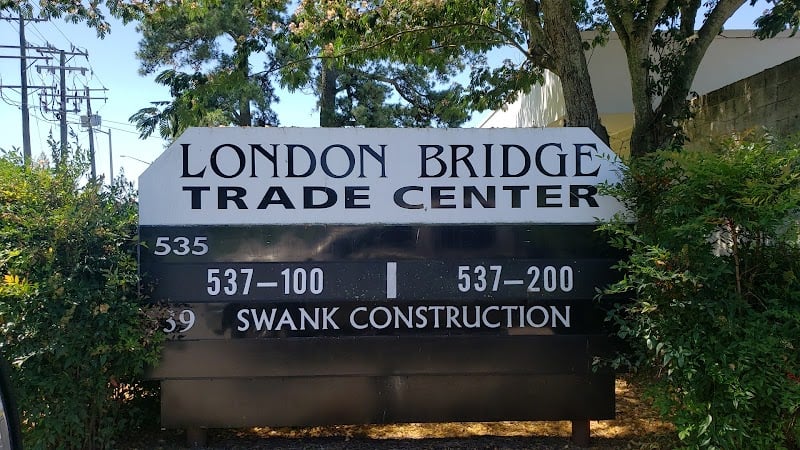 LONDON BRIDGE
TRADE CENTER
535
537-100 | 537-200
39 SWANK CONSTRUCTION